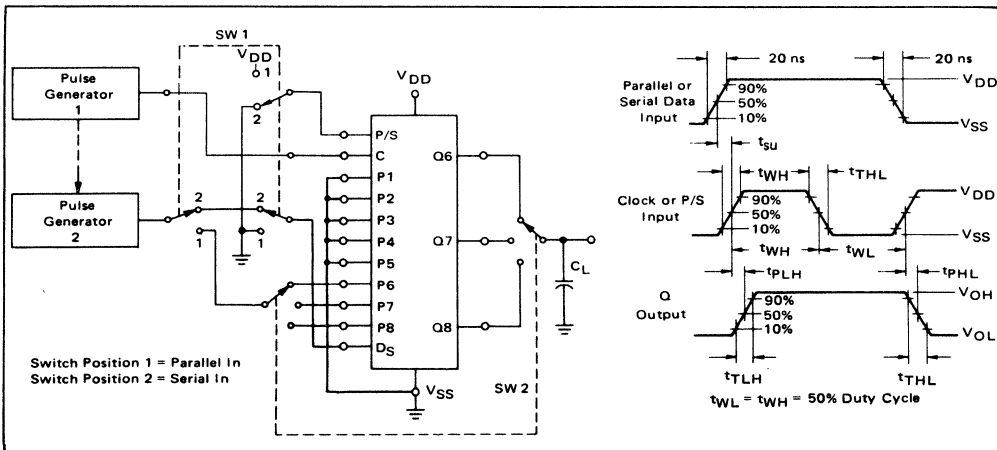 SW 1
VDD
1
2
Pulse
Generator
1
Pulse
Generator
2
2
1
2
1
VDD
P/S
C
P1
P2
P3
P4
P5
P6
P7
P8
DS
Q6
Q7
Q8
VSS
CL
SW 2
Switch Position 1 = Parallel In
Switch Position 2 = Serial In
20 ns
20 ns
Parallel or
Serial Data
Input
90%
50%
10%
VDD
VSS
tsu
tWH
tTHL
Clock or P/S
Input
90%
50%
10%
VDD
VSS
tWH
tWL
tPLH
tPHL
Q
Output
90%
50%
10%
VOH
VOL
tTLH
tTHL
tWL = tWH = 50% Duty Cycle